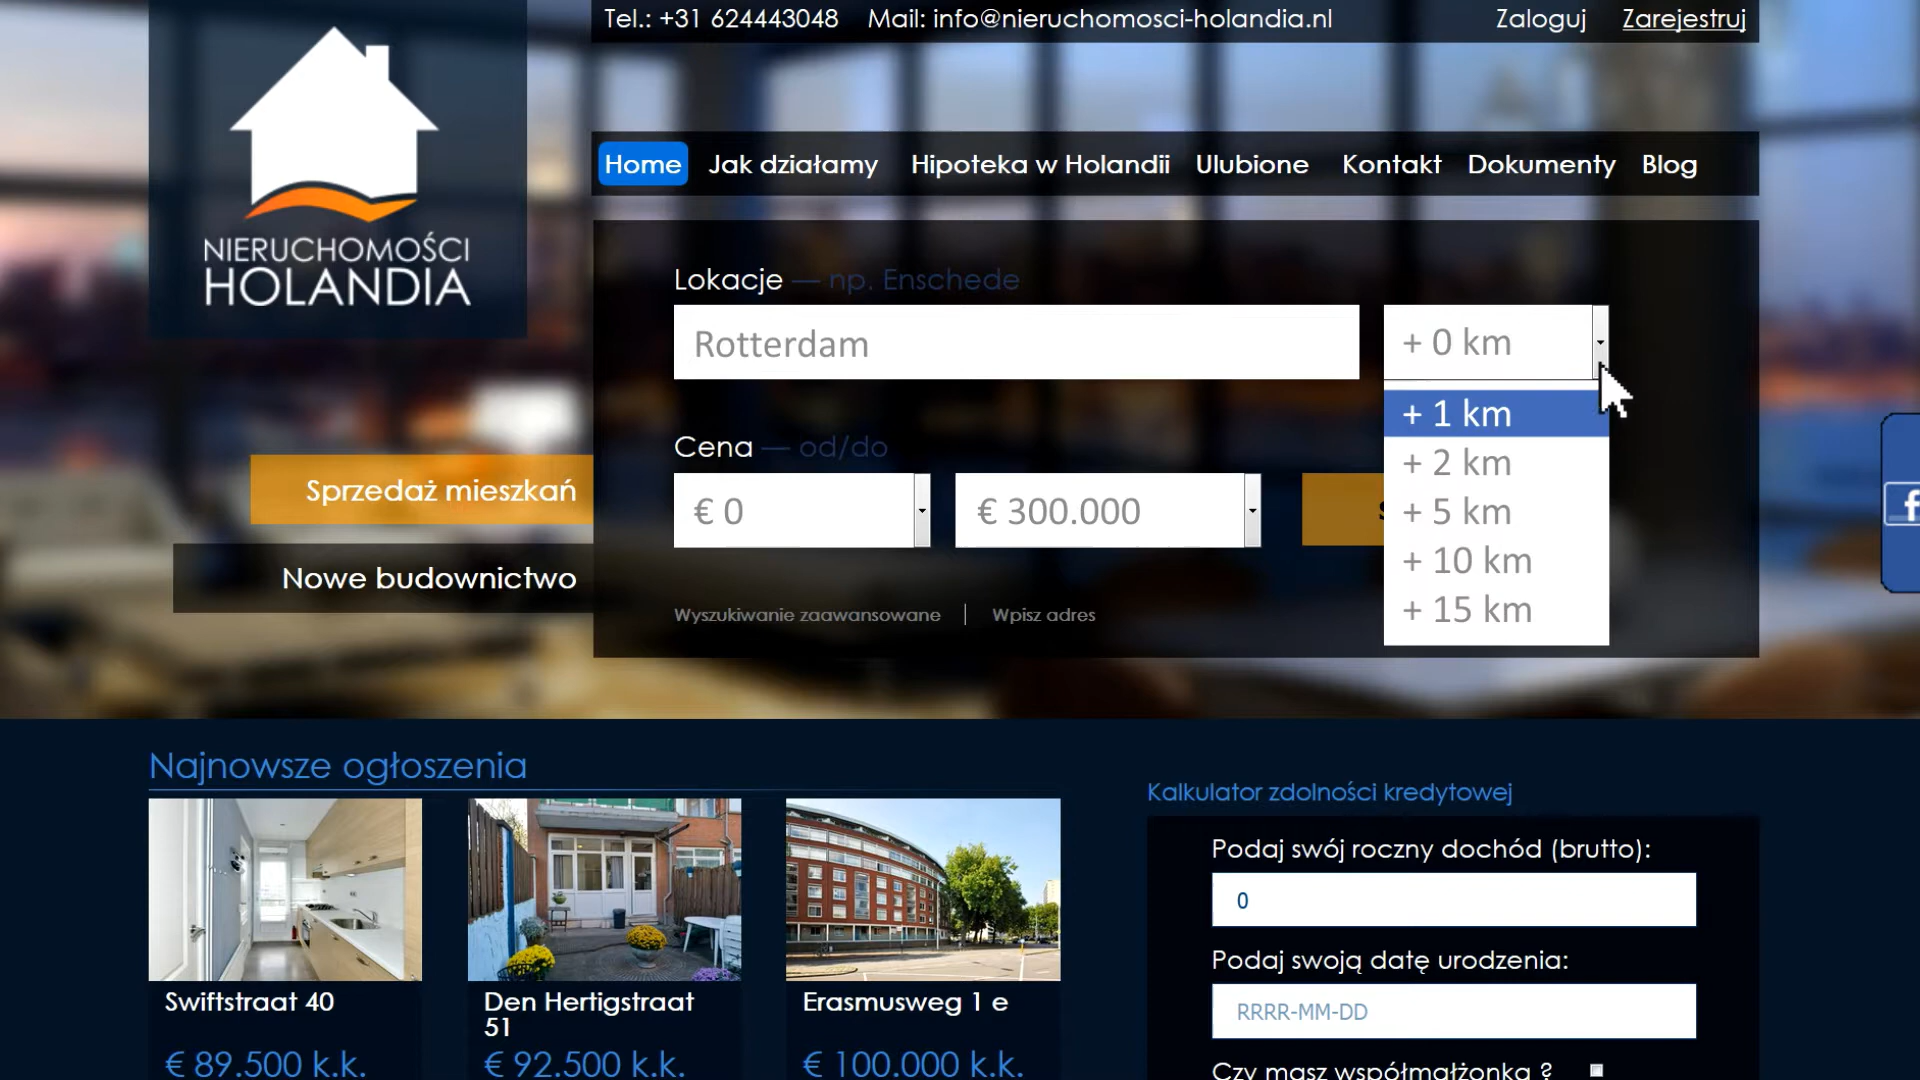 Tel.: +31 624443048 Mail: info@nieruchomosci-holandia.nl Zaloguj Zarejestruj
NIERUCHOMOŚCI
HOLANDIA
Home Jak działamy Hipoteka w Holandii Ulubione Kontakt Dokumenty Blog
Lokacje — np. Enschede
Rotterdam + 0 km
+ 1 km
+ 2 km
+ 5 km
+ 10 km
+ 15 km
Cena — od/do
€ 0 € 300.000
Sprzedaż mieszkań
Nowe budownictwo
Wyszukiwanie zaawansowane | Wpisz adres
Najnowsze ogłoszenia
Swiftstraat 40
€ 89.500 k.k.
Den Hertigstraat
51
€ 92.500 k.k.
Erasmusweg 1 e
€ 100.000 k.k.
Kalkulator zdolności kredytowej
Podaj swój roczny dochód (brutto):
0
Podaj swoją datę urodzenia:
RRRR-MM-DD
Czy masz współmałżonka ?
f